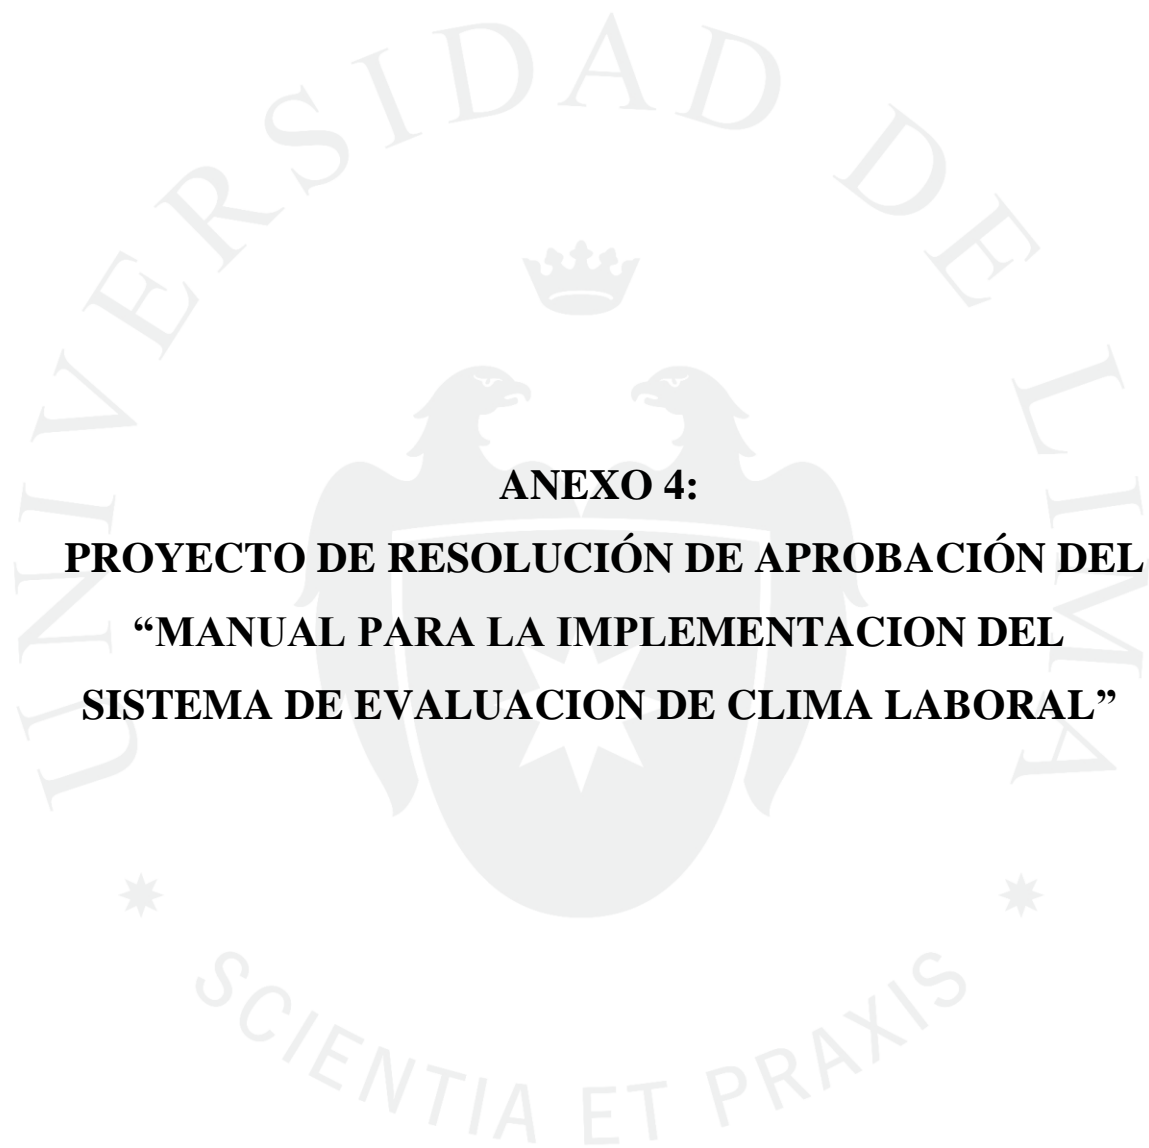 UNIVERSIDAD DE LIMA
ANEXO 4:
PROYECTO DE RESOLUCIÓN DE APROBACIÓN DEL
“MANUAL PARA LA IMPLEMENTACION DEL
SISTEMA DE EVALUACION DE CLIMA LABORAL”
SCIENTIA ET PRAXIS